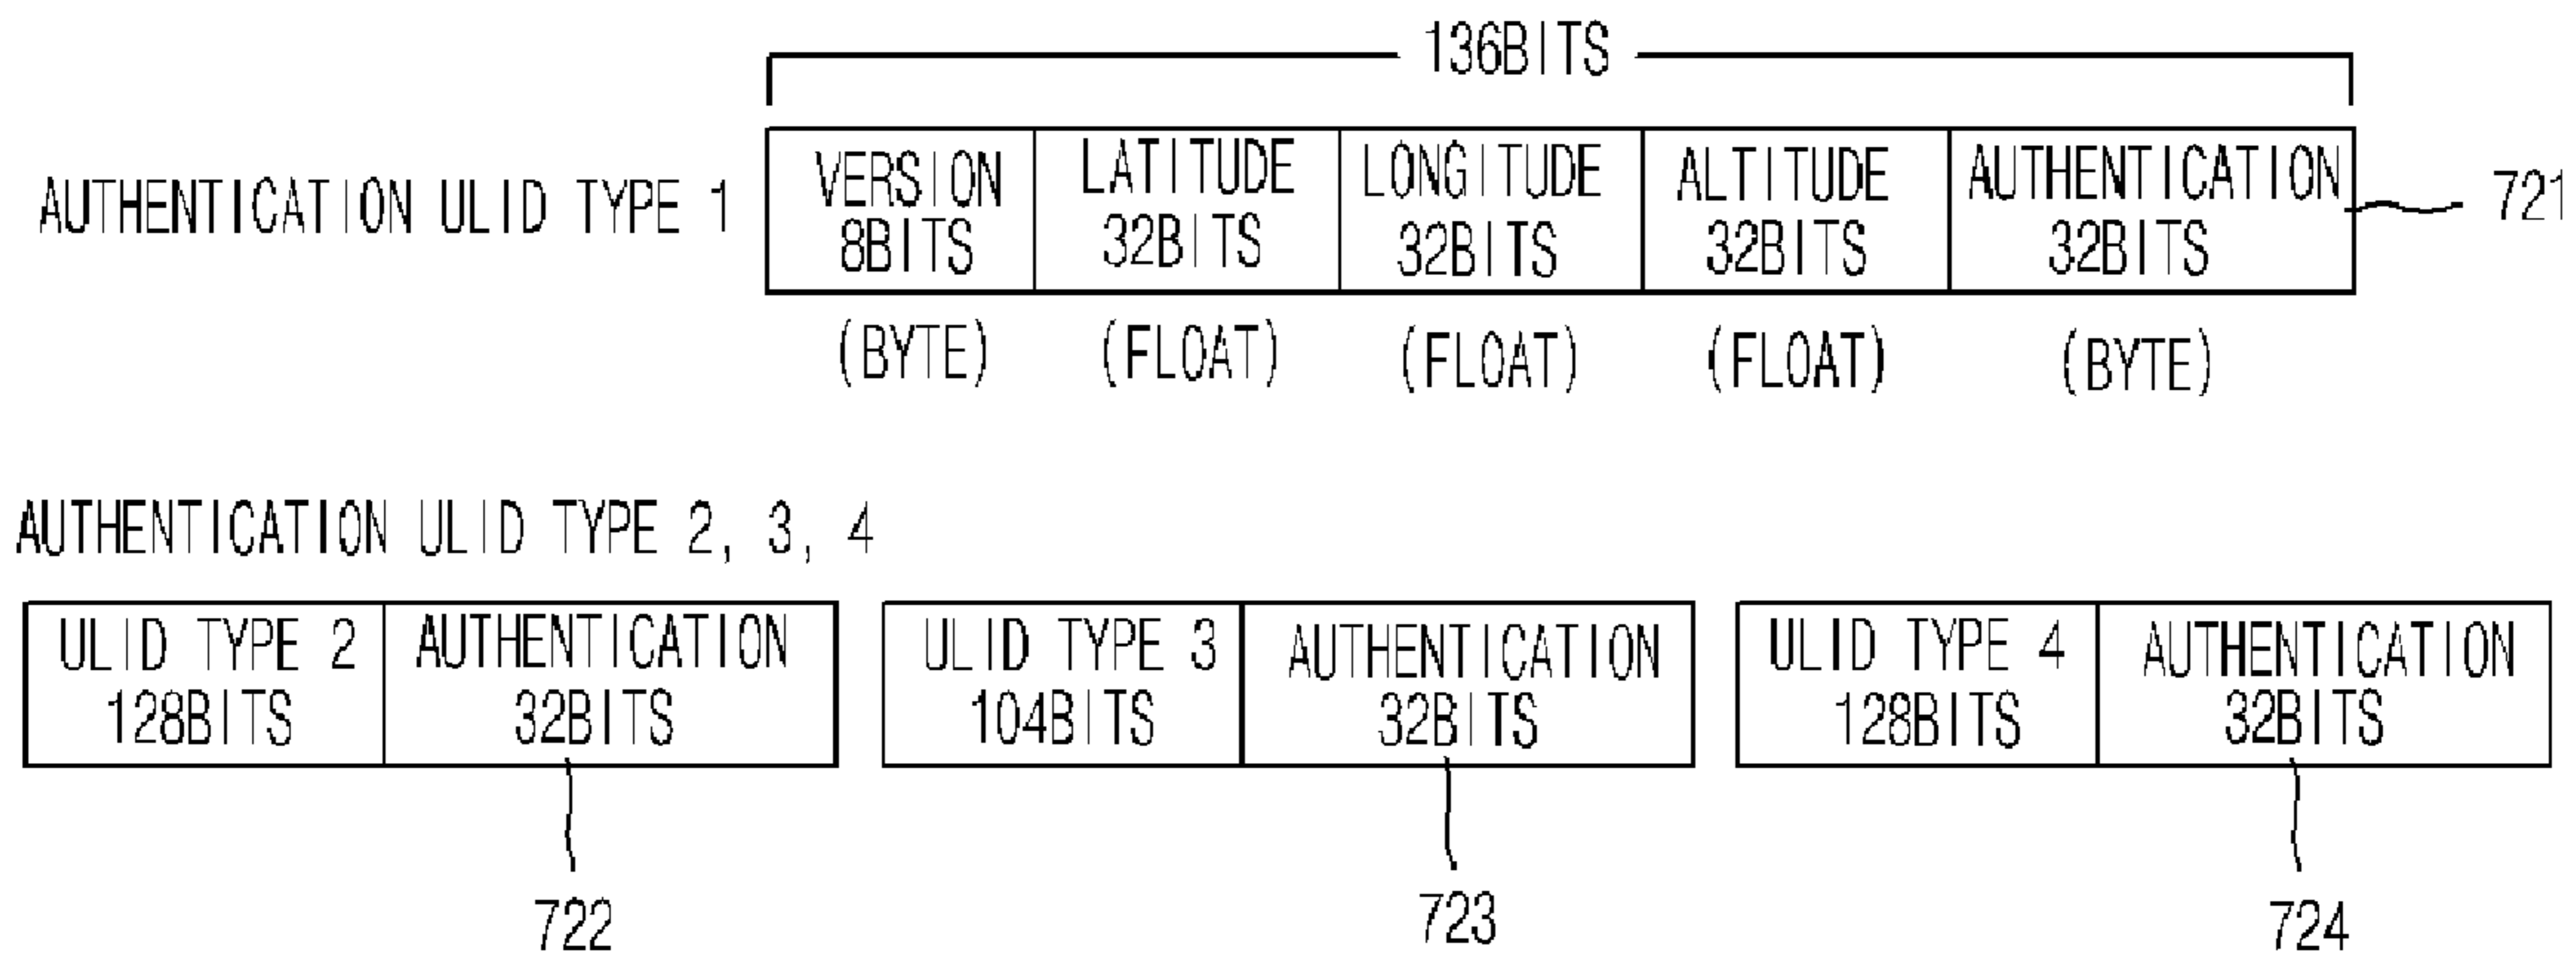 136BITS
AUTHENTICATION ULID TYPE 1
VERSION
8BITS
LATITUDE
32BITS
LONGITUDE
32BITS
ALTITUDE
32BITS
AUTHENTICATION
32BITS
721
(BYTE) (FLOAT) (FLOAT) (FLOAT) (BYTE)
AUTHENTICATION ULID TYPE 2, 3, 4
ULID TYPE 2
128BITS
AUTHENTICATION
32BITS
ULID TYPE 3
104BITS
AUTHENTICATION
32BITS
ULID TYPE 4
128BITS
AUTHENTICATION
32BITS
722
723
724